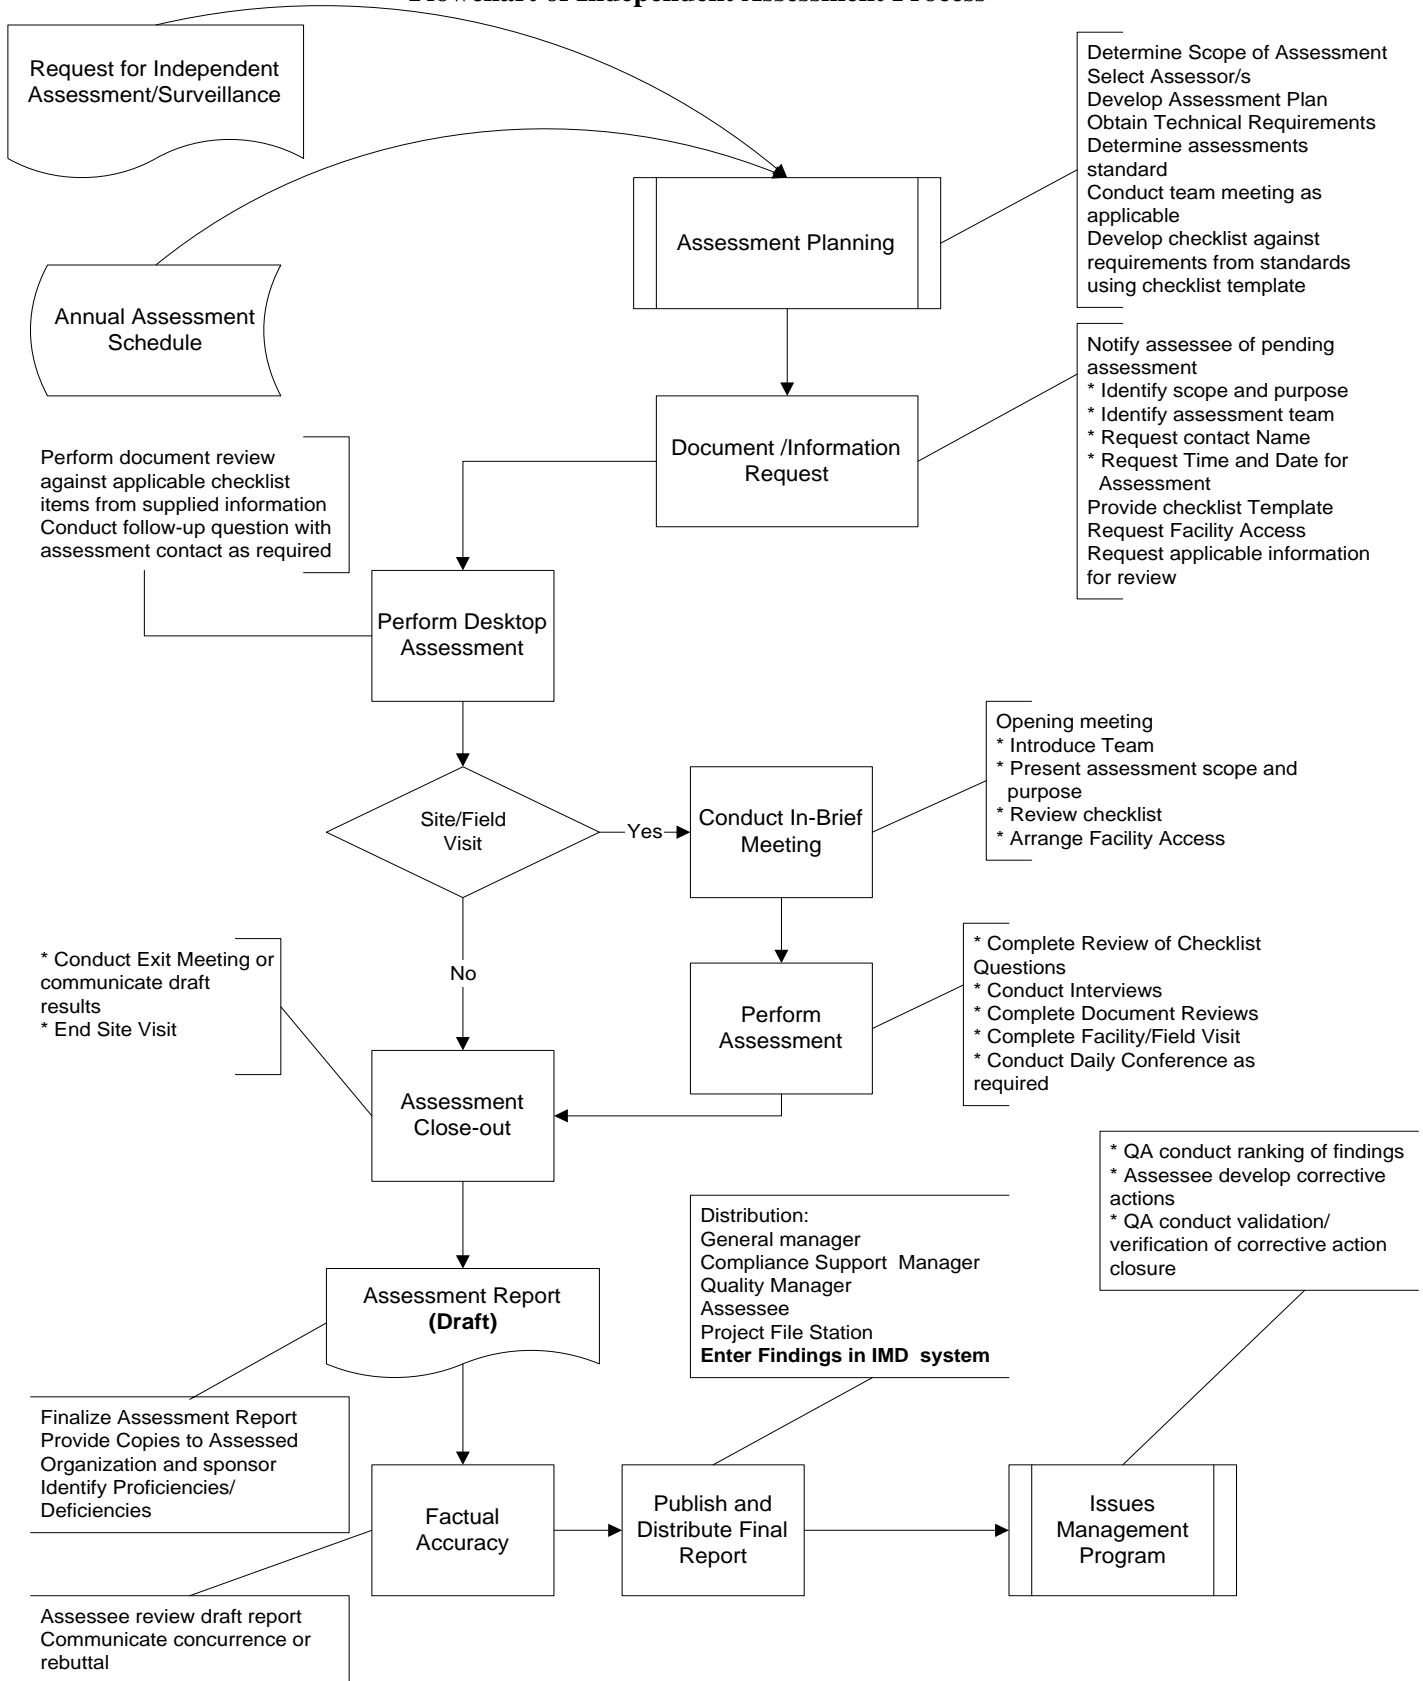 Flowchart of Independent Assessment Process
Request for Independent
Assessment/Surveillance
Determine Scope of Assessment
Select Assessor/s
Develop Assessment Plan
Obtain Technical Requirements
Determine assessments
standard
Conduct team meeting as
applicable
Develop checklist against
requirements from standards
using checklist template
Assessment Planning
Annual Assessment
Schedule
Notify assessee of pending
assessment
* Identify scope and purpose
* Identify assessment team
* Request contact Name
* Request Time and Date for
Assessment
Provide checklist Template
Request Facility Access
Request applicable information
for review
Document /Information
Request
Perform document review
against applicable checklist
items from supplied information
Conduct follow-up question with
assessment contact as required
Perform Desktop
Assessment
Opening meeting
* Introduce Team
* Present assessment scope and
purpose
* Review checklist
* Arrange Facility Access
Site/Field
Visit
Yes
Conduct In-Brief
Meeting
No
* Conduct Exit Meeting or
communicate draft
results
* End Site Visit
* Complete Review of Checklist
Questions
* Conduct Interviews
* Complete Document Reviews
* Complete Facility/Field Visit
* Conduct Daily Conference as
required
Perform
Assessment
Assessment
Close-out
* QA conduct ranking of findings
* Assessee develop corrective
actions
* QA conduct validation/
verification of corrective action
closure
Distribution:
General manager
Compliance Support  Manager
Quality Manager
Assessee
Project File Station
Enter Findings in IMD  system
Assessment Report
(Draft)
Finalize Assessment Report
Provide Copies to Assessed
Organization and sponsor
Identify Proficiencies/
Deficiencies
Factual
Accuracy
Publish and
Distribute Final
Report
Issues
Management
Program
Assessee review draft report
Communicate concurrence or
rebuttal